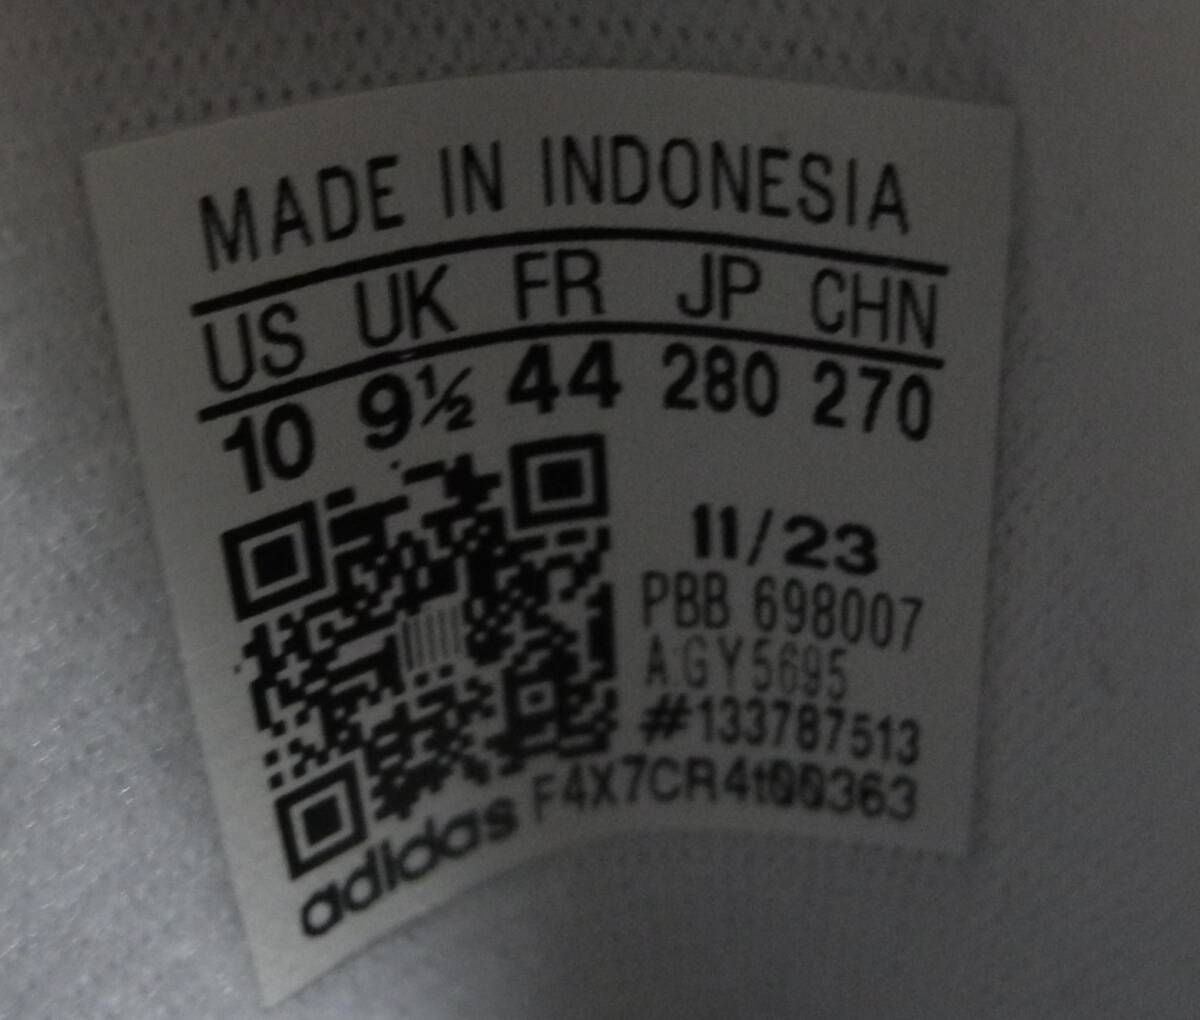 MADE IN INDONESIA
US UK FR JP CHN
10 9½ 44 280 270
11/23
PBB 698007
A:GY5695
#133787513
adidas F4X7CR4t00363